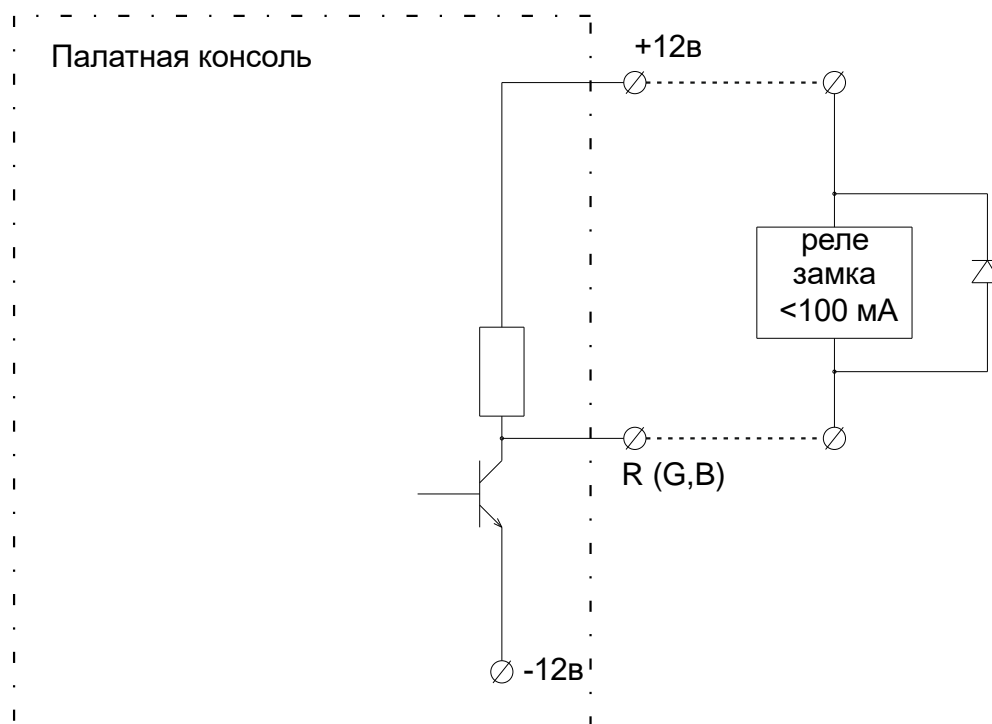 Палатная консоль
+12в
реле
замка
<100 мА
R (G,B)
-12в